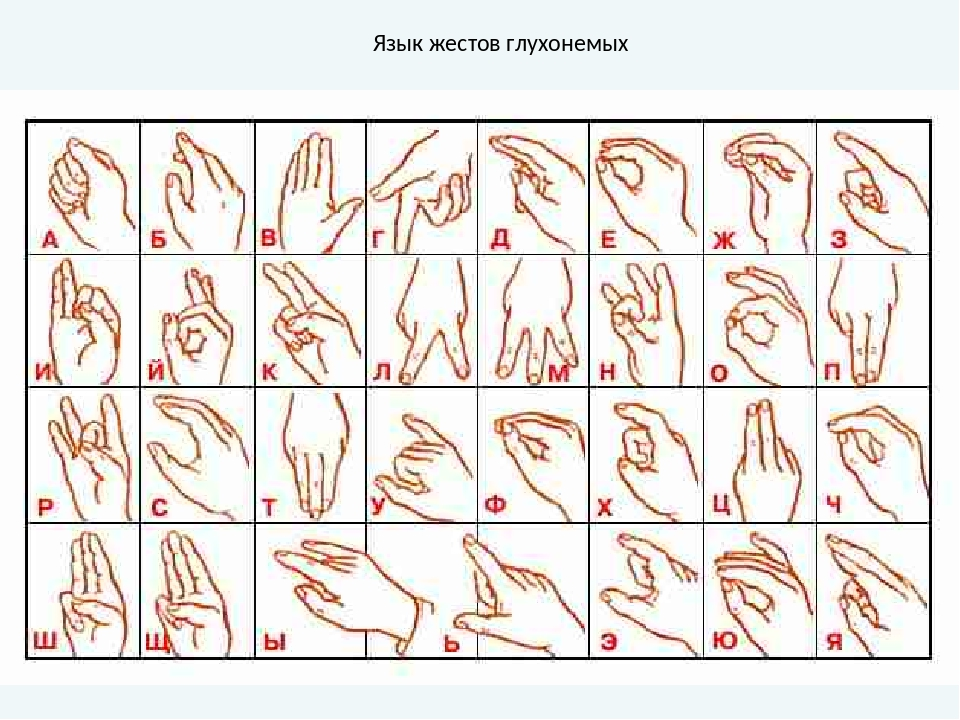 Язык жестов глухонемых
А Б В Г Д Е Ж З
И Й К Л М Н О П
Р С Т У Ф Х Ц Ч
Ш Щ Ы Ь Э Ю Я